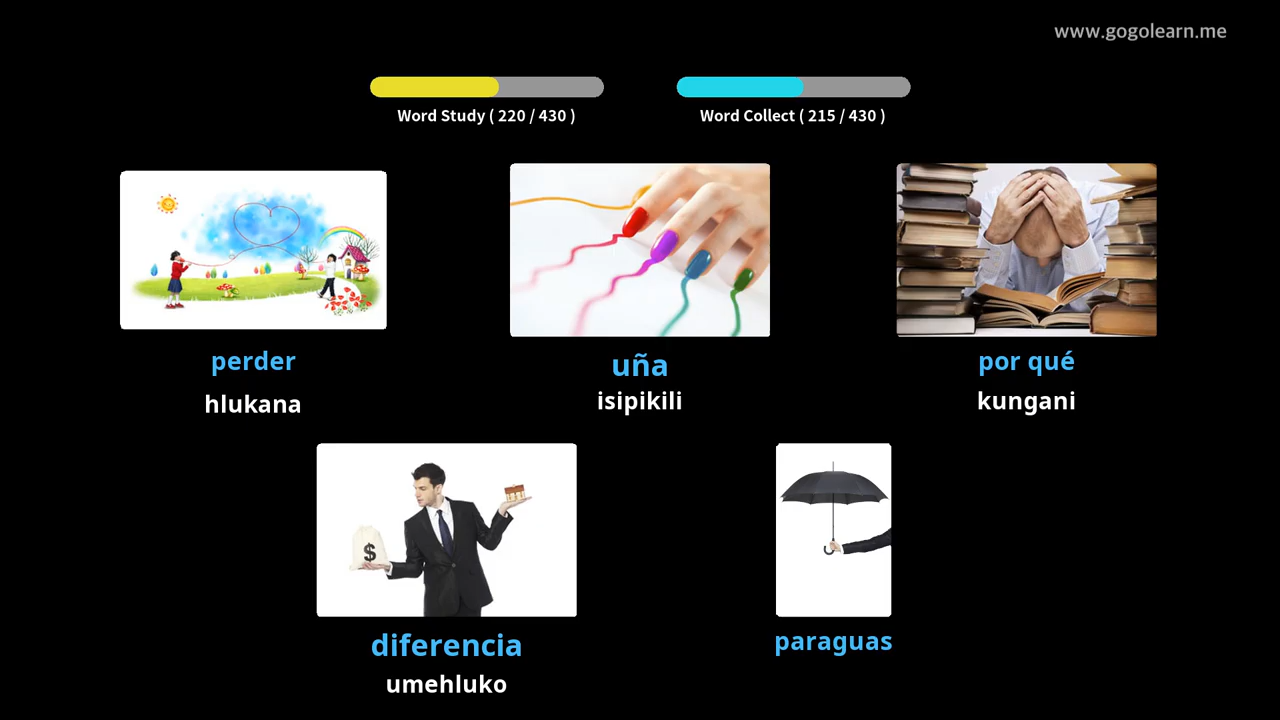 www.gogolearn.me
Word Study ( 220 / 430 )
Word Collect ( 215 / 430 )
perder
hlukana
uña
isipikili
por qué
kungani
$
diferencia
umehluko
paraguas